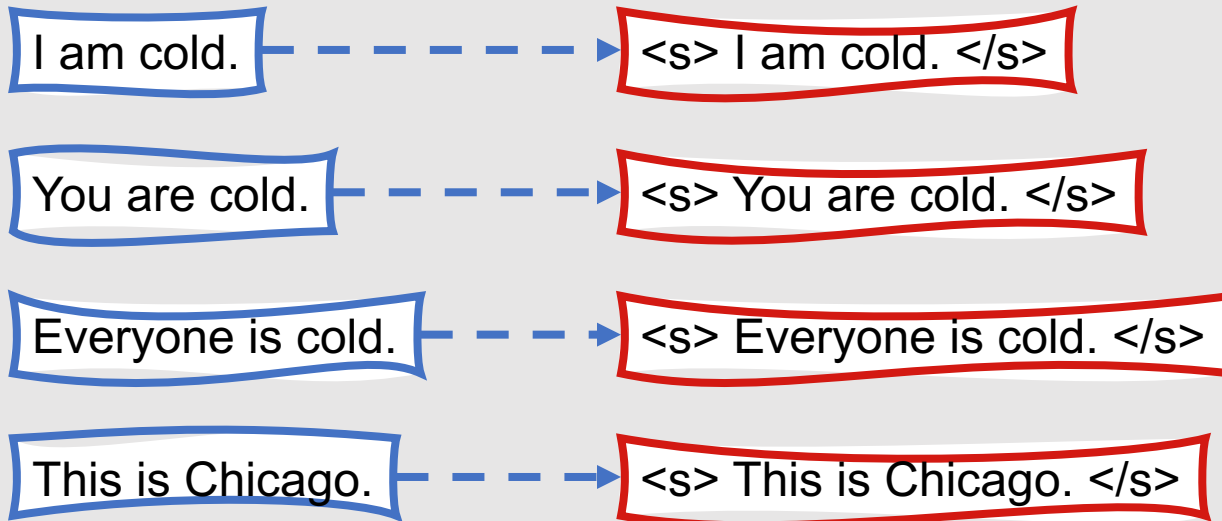 I am cold. <s> I am cold. </s>
You are cold. <s> You are cold. </s>
Everyone is cold. <s> Everyone is cold. </s>
This is Chicago. <s> This is Chicago. </s>